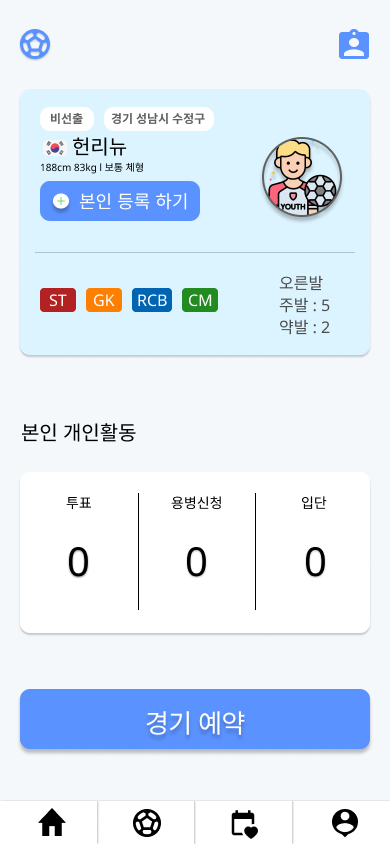 비선출 경기 성남시 수정구
헌리뉴
188cm 83kg l 보통 체형
본인 등록 하기
YOUTH
ST GK RCB CM
오른발
주발 : 5
약발 : 2
본인 개인활동
투표 용병신청 입단
0 0 0
경기 예약